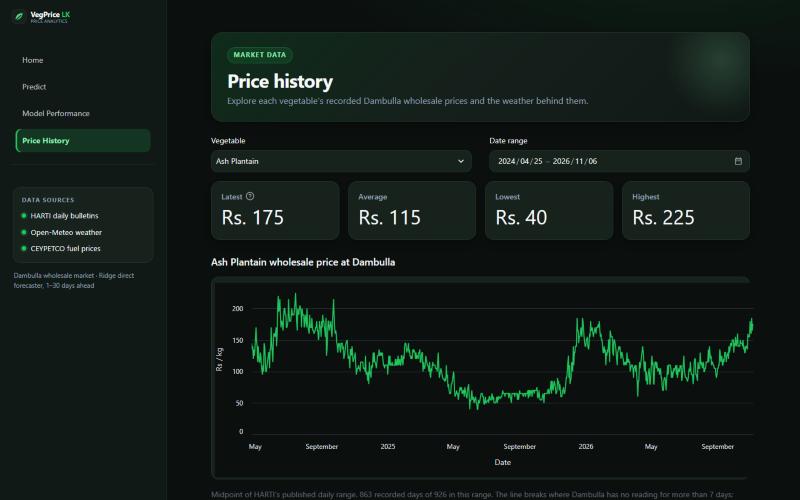 VegPrice LK
PRICE ANALYTICS
Home
Predict
Model Performance
Price History
DATA SOURCES
HARTI daily bulletins
Open-Meteo weather
CEYPETCO fuel prices
Dambulla wholesale market · Ridge direct
forecaster, 1–30 days ahead
MARKET DATA
Price history
Explore each vegetable's recorded Dambulla wholesale prices and the weather behind them.
Vegetable
Date range
Ash Plantain
2024/04/25 – 2026/11/06
Latest
Average
Lowest
Highest
Rs. 175
Rs. 115
Rs. 40
Rs. 225
Ash Plantain wholesale price at Dambulla
200
150
100
50
0
Rs / kg
May
September
2025
May
September
2026
May
September
Date
Midpoint of HARTI's published daily range. 863 recorded days of 926 in this range. The line breaks where Dambulla has no reading for more than 7 days;